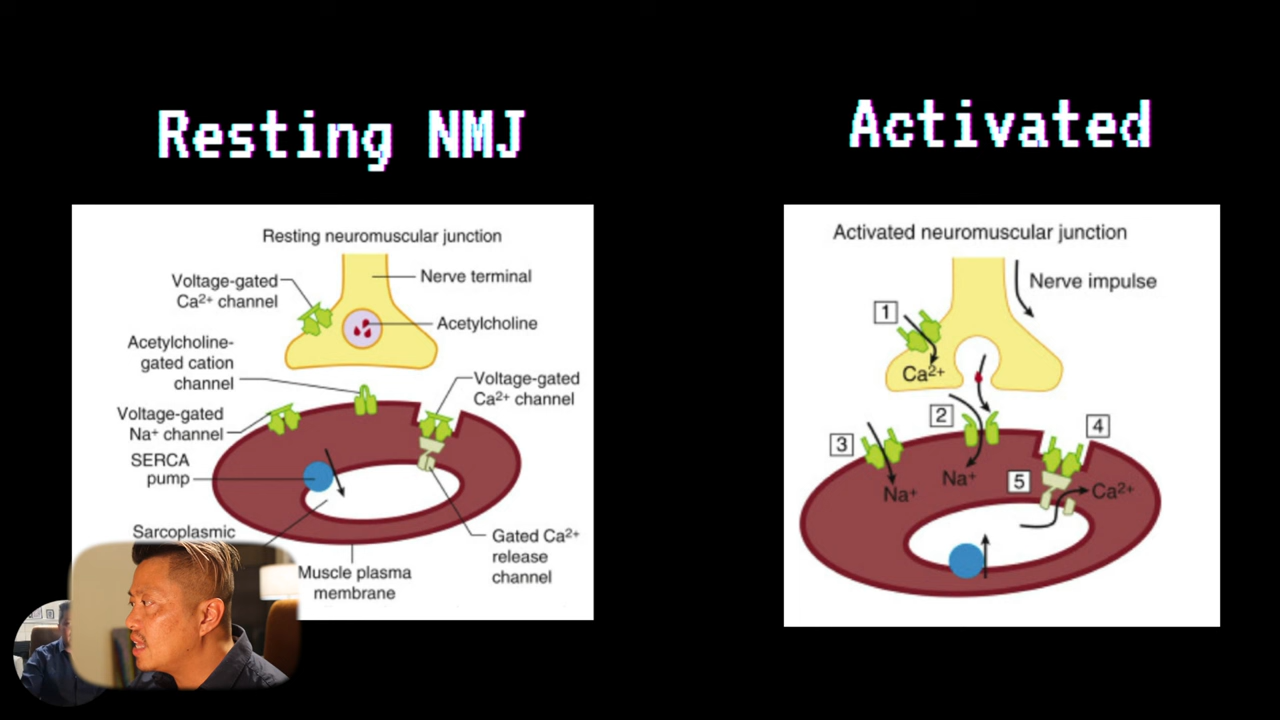 Resting NMJ
Activated
Resting neuromuscular junction
Voltage-gated
Ca²⁺ channel
Nerve terminal
Acetylcholine
Acetylcholine-
gated cation
channel
Voltage-gated
Ca²⁺ channel
Voltage-gated
Na⁺ channel
SERCA
pump
Sarcoplasmic
Gated Ca²⁺
release
channel
Muscle plasma
membrane
Activated neuromuscular junction
Nerve impulse
1
Ca²⁺
2
3
4
Na⁺
Na⁺
5
Ca²⁺